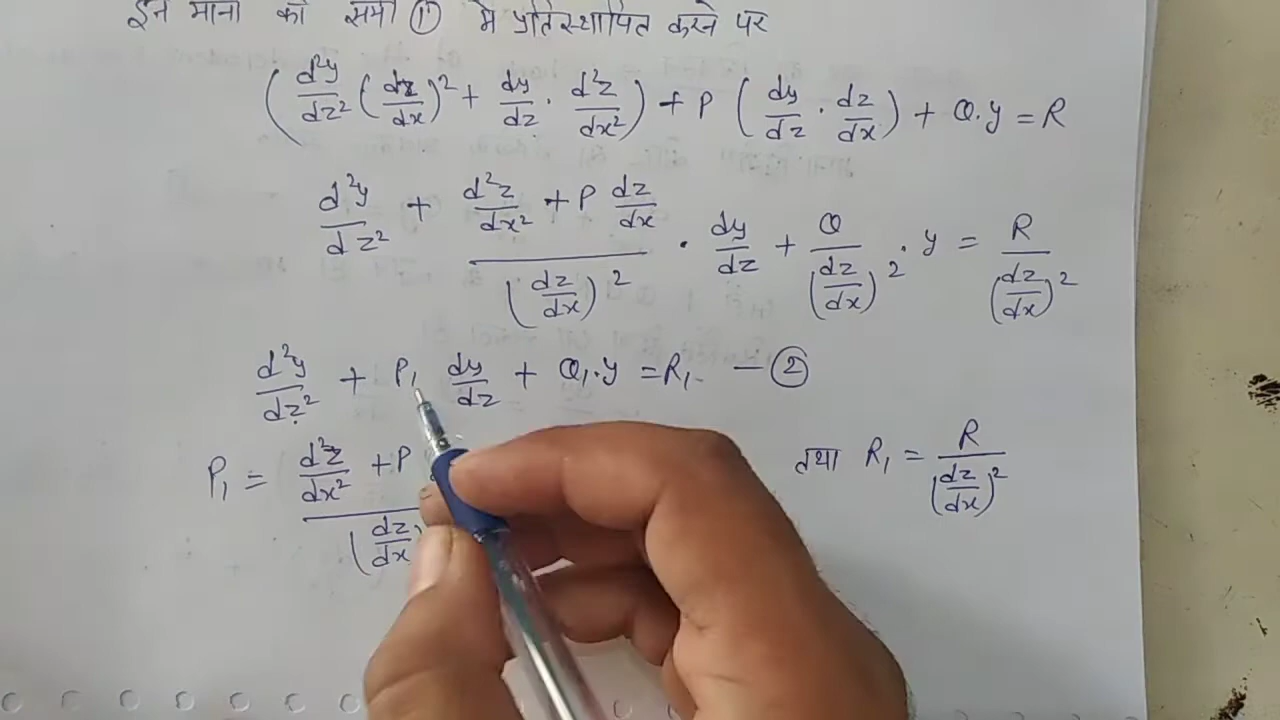 इन मानों को समी ① में प्रतिस्थापित करने पर
(d²y/dz² (dz/dx)² + dy/dz . d²z/dx²) + P (dy/dz . dz/dx) + Q.y = R
d²y/dz² + (d²z/dx² + P dz/dx)/(dz/dx)² . dy/dz + Q/(dz/dx)² . y = R/(dz/dx)²
d²y/dz² + P₁ dy/dz + Q₁.y = R₁ — ②
P₁ = d²z/dx² + P / (dz/dx तथा R₁ = R/(dz/dx)²